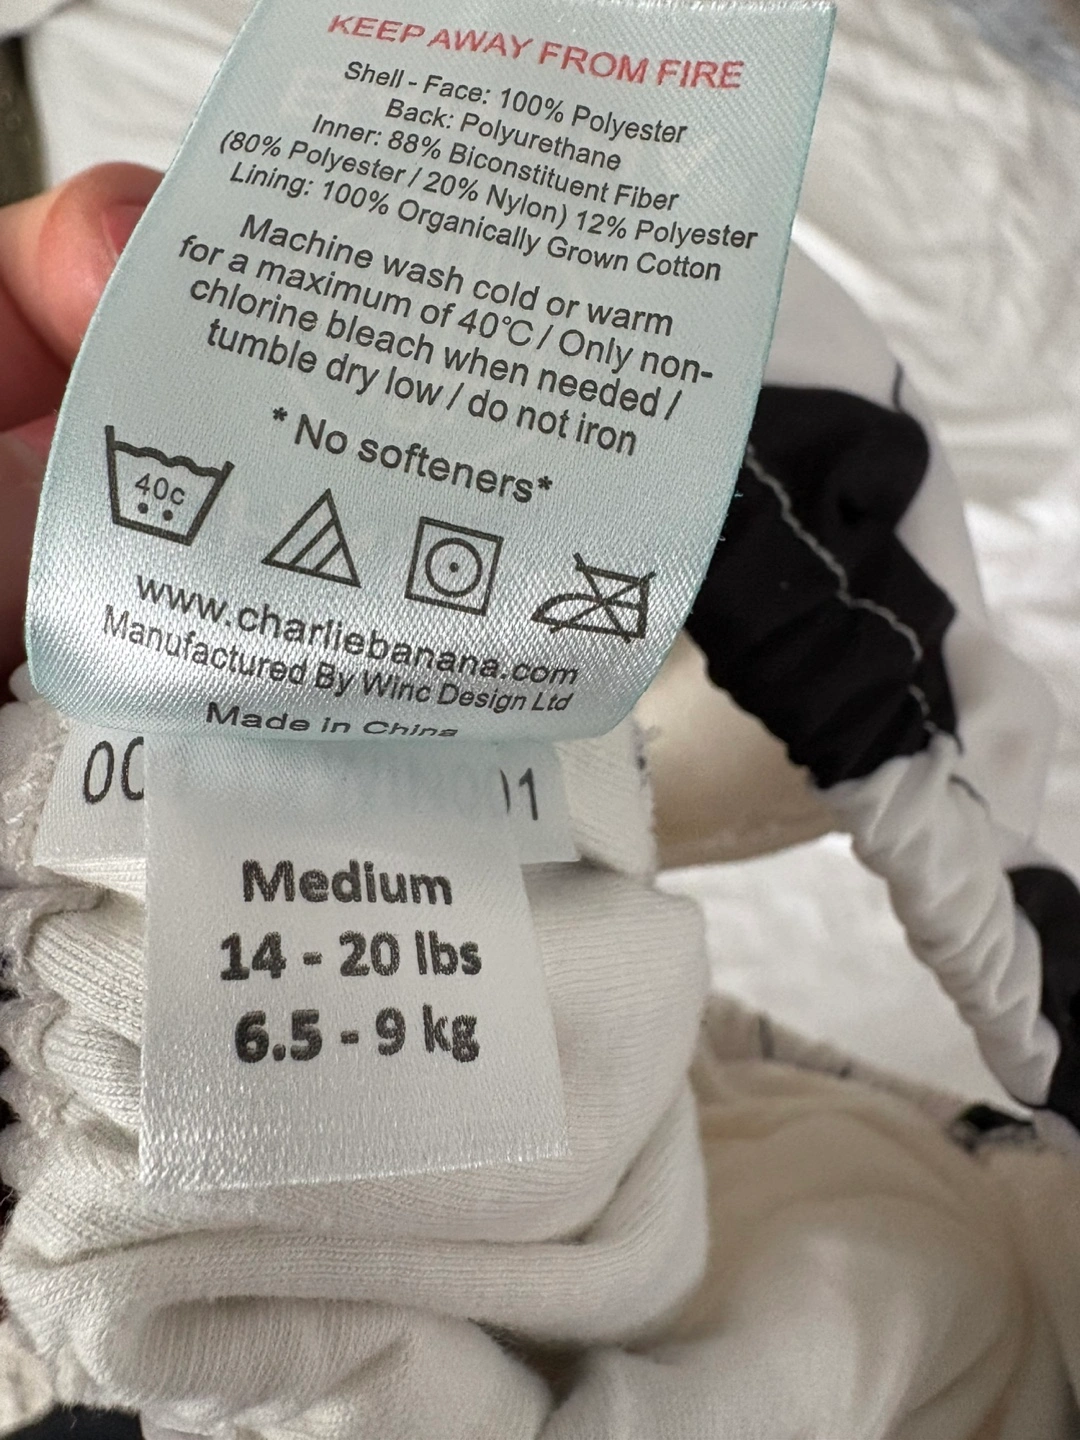 KEEP AWAY FROM FIRE
Shell - Face: 100% Polyester
Back: Polyurethane
Inner: 88% Biconstituent Fiber
(80% Polyester / 20% Nylon) 12% Polyester
Lining: 100% Organically Grown Cotton
Machine wash cold or warm
for a maximum of 40℃ / Only non-
chlorine bleach when needed /
tumble dry low / do not iron
* No softeners*
40c
www.charliebanana.com
Manufactured By Winc Design Ltd
Made in China
Medium
14 - 20 lbs
6.5 - 9 kg